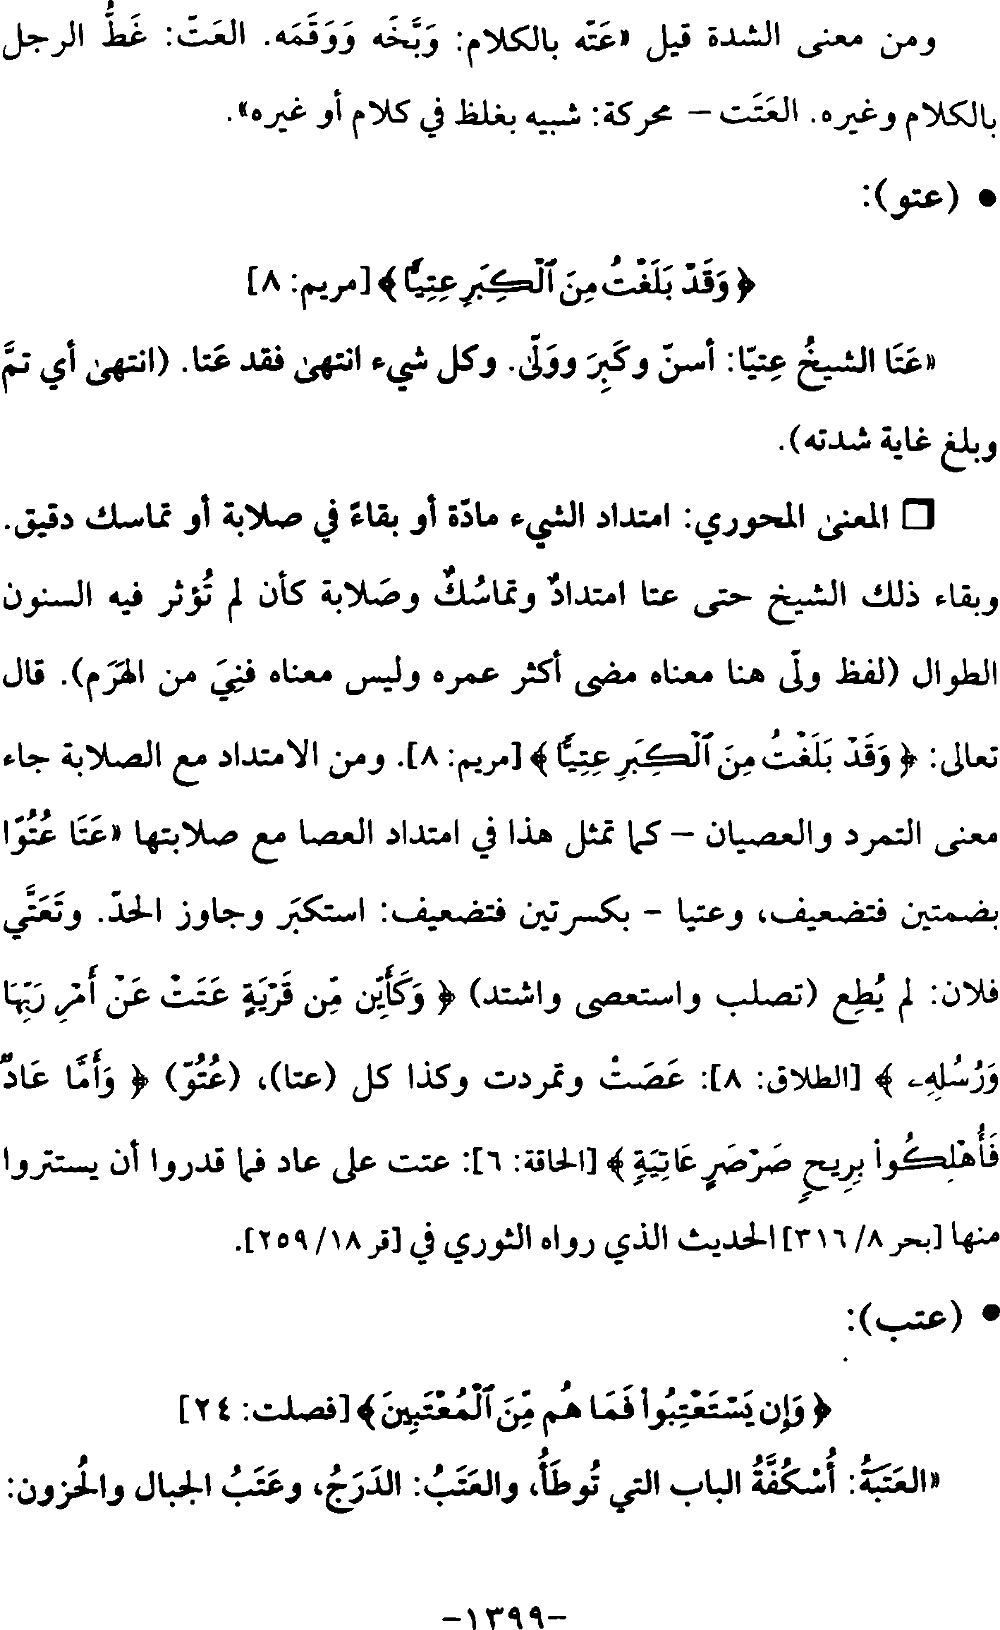 ومن معنى الشدة قيل «عَتّه بالكلام: وَبَّخَه وَوَقَمَه. العَتّ: غَطُّ الرجل
بالكلام وغيره. العَتَت – محركة: شبيه بغلظ في كلام أو غيره».
• (عتو):
﴿ وَقَدْ بَلَغْتُ مِنَ ٱلْكِبَرِ عِتِيًّا ﴾ [مريم: ٨]
«عَتَا الشيخُ عِتيّا: أسنّ وكَبِرَ وولّى. وكل شيء انتهىٰ فقد عَتا. (انتهىٰ أي تمَّ
وبلغ غاية شدته).
❒ المعنىٰ المحوري: امتداد الشيء مادّة أو بقاءً في صلابة أو تماسك دقيق.
وبقاء ذلك الشيخ حتى عتا امتدادٌ وتماسُكٌ وصَلابة كأن لم تُؤثر فيه السنون
الطوال (لفظ ولّى هنا معناه مضى أكثر عمره وليس معناه فنِيَ من الهَرَم). قال
تعالى: ﴿ وَقَدْ بَلَغْتُ مِنَ ٱلْكِبَرِ عِتِيًّا ﴾ [مريم: ٨]. ومن الامتداد مع الصلابة جاء
معنى التمرد والعصيان – كما تمثل هذا في امتداد العصا مع صلابتها «عَتَا عُتُوّا
بضمتين فتضعيف، وعتيا - بكسرتين فتضعيف: استكبَر وجاوز الحدّ. وتَعَتَّي
فلان: لم يُطِع (تصلب واستعصى واشتد) ﴿ وَكَأَيِّن مِّن قَرْيَةٍ عَتَتْ عَنْ أَمْرِ رَبِّهَا
وَرُسُلِهِۦ ﴾ [الطلاق: ٨]: عَصَتْ وتمردت وكذا كل (عتا)، (عُتُوّ) ﴿ وَأَمَّا عَادٌ
فَأُهْلِكُوا۟ بِرِيحٍ صَرْصَرٍ عَاتِيَةٍ ﴾ [الحاقة: ٦]: عتت على عاد فما قدروا أن يستتروا
منها [بحر ٨/ ٣١٦] الحديث الذي رواه الثوري في [قر ١٨/ ٢٥٩].
• (عتب):
﴿ وَإِن يَسْتَعْتِبُوا۟ فَمَا هُم مِّنَ ٱلْمُعْتَبِينَ ﴾ [فصلت: ٢٤]
«العَتَبَةُ: أُسْكُفَّةُ الباب التي تُوطَأُ، والعَتَبُ: الدَرَجُ، وعَتَبُ الجبال والحُزون:
-١٣٩٩-